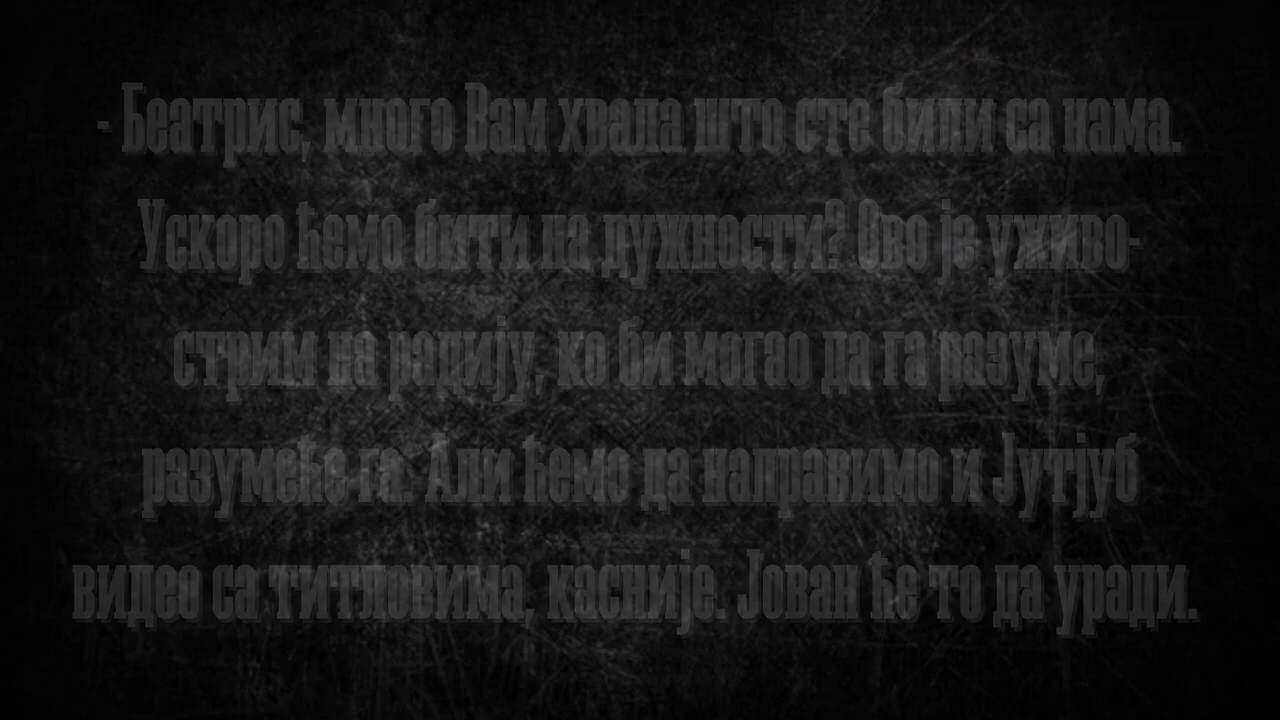 - Беатрис, много Вам хвала што сте били са нама.
Ускоро ћемо бити на дужности? Ово је уживо-
стрим на радију, ко би могао да га разуме,
разумеће га. Али ћемо да направимо и Јутјуб
видео са титловима, касније. Јован ће то да уради.